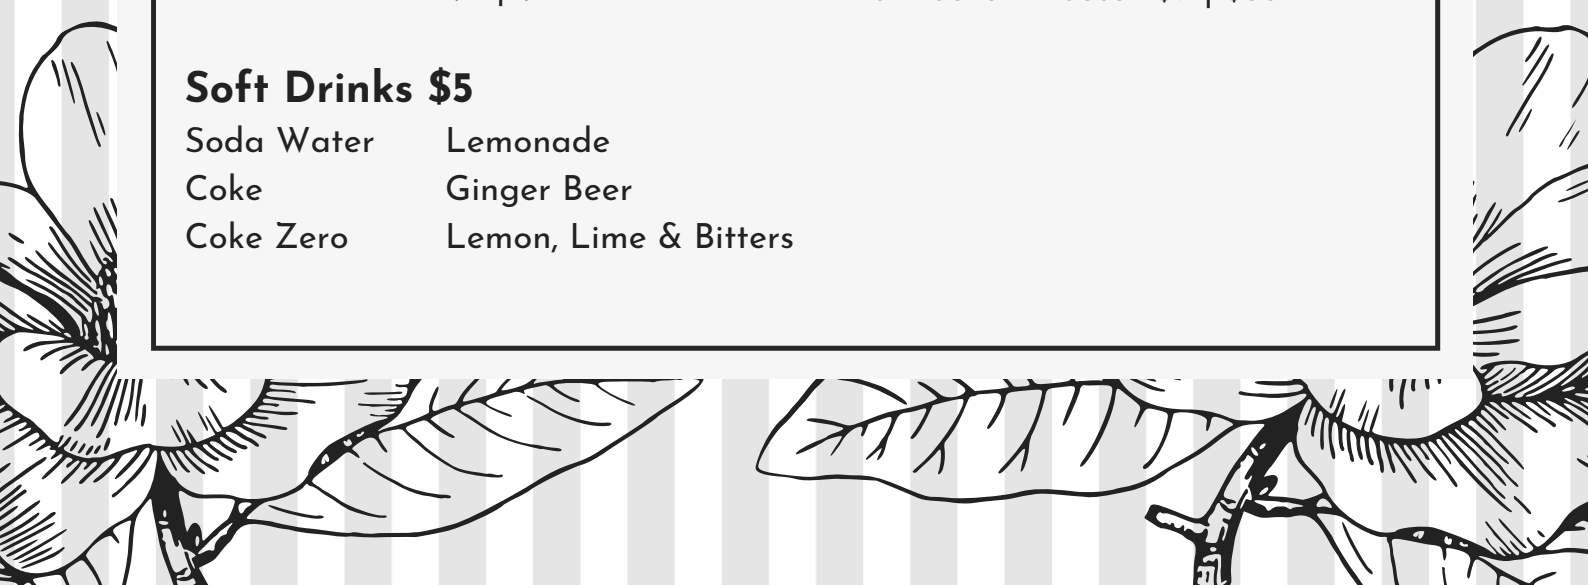 Soft Drinks $5
Soda Water Lemonade
Coke Ginger Beer
Coke Zero Lemon, Lime & Bitters